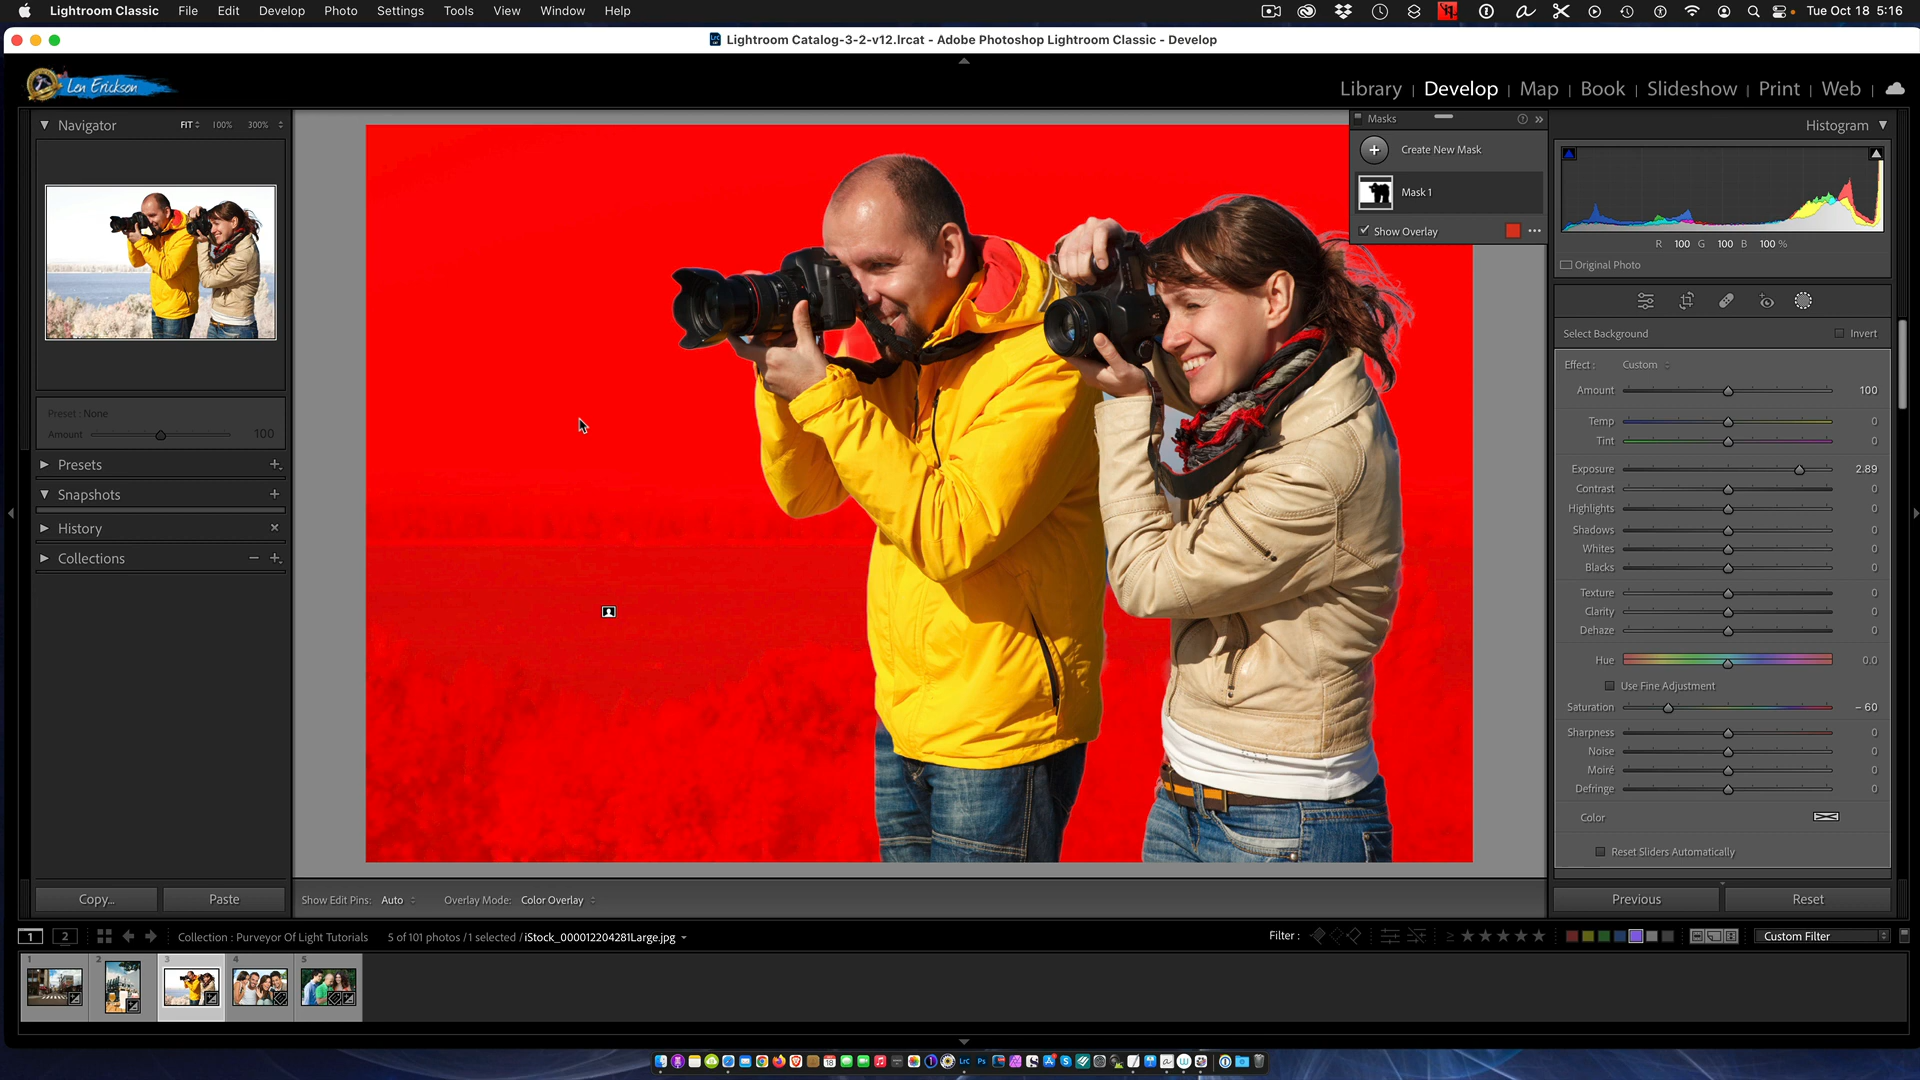 Lightroom Classic File Edit Develop Photo Settings Tools View Window Help
Tue Oct 18 5:16
Lightroom Catalog-3-2-v12.lrcat - Adobe Photoshop Lightroom Classic - Develop
Len Erickson
Library | Develop | Map | Book | Slideshow | Print | Web |
Navigator FIT 100% 300%
Preset : None
Amount 100
Presets
Snapshots
History
Collections
Copy... Paste
Masks
Create New Mask
Mask 1
Show Overlay
Histogram
R 100 G 100 B 100 %
Original Photo
Select Background Invert
Effect : Custom
Amount 100
Temp 0
Tint 0
Exposure 2.89
Contrast 0
Highlights 0
Shadows 0
Whites 0
Blacks 0
Texture 0
Clarity 0
Dehaze 0
Hue 0.0
Use Fine Adjustment
Saturation – 60
Sharpness 0
Noise 0
Moiré 0
Defringe 0
Color
Reset Sliders Automatically
Previous Reset
Show Edit Pins: Auto Overlay Mode: Color Overlay
1 2 Collection : Purveyor Of Light Tutorials 5 of 101 photos / 1 selected / iStock_000012204281Large.jpg
Filter : Custom Filter
1 2 3 4 5